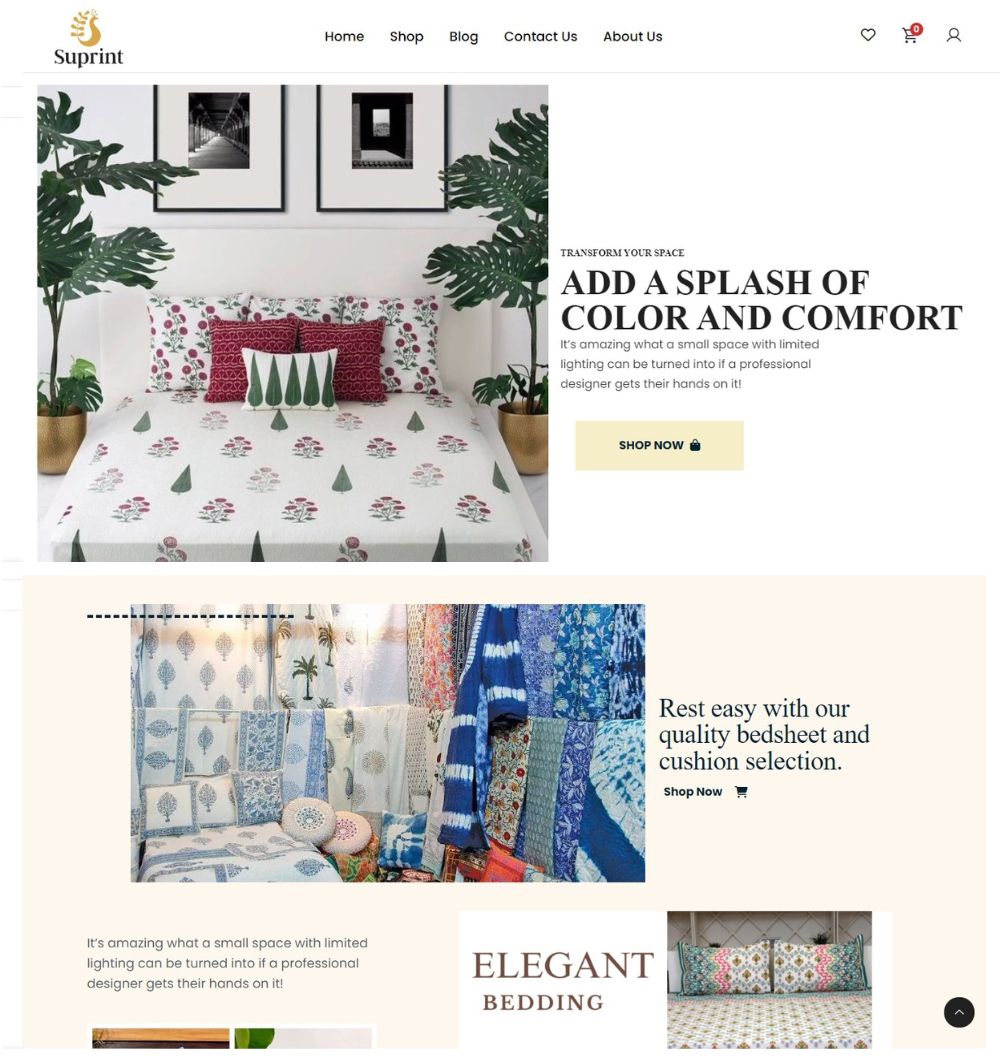 Suprint
Home Shop Blog Contact Us About Us
0
TRANSFORM YOUR SPACE
ADD A SPLASH OF
COLOR AND COMFORT
It's amazing what a small space with limited
lighting can be turned into if a professional
designer gets their hands on it!
SHOP NOW
Rest easy with our
quality bedsheet and
cushion selection.
Shop Now
It's amazing what a small space with limited
lighting can be turned into if a professional
designer gets their hands on it!
ELEGANT
BEDDING